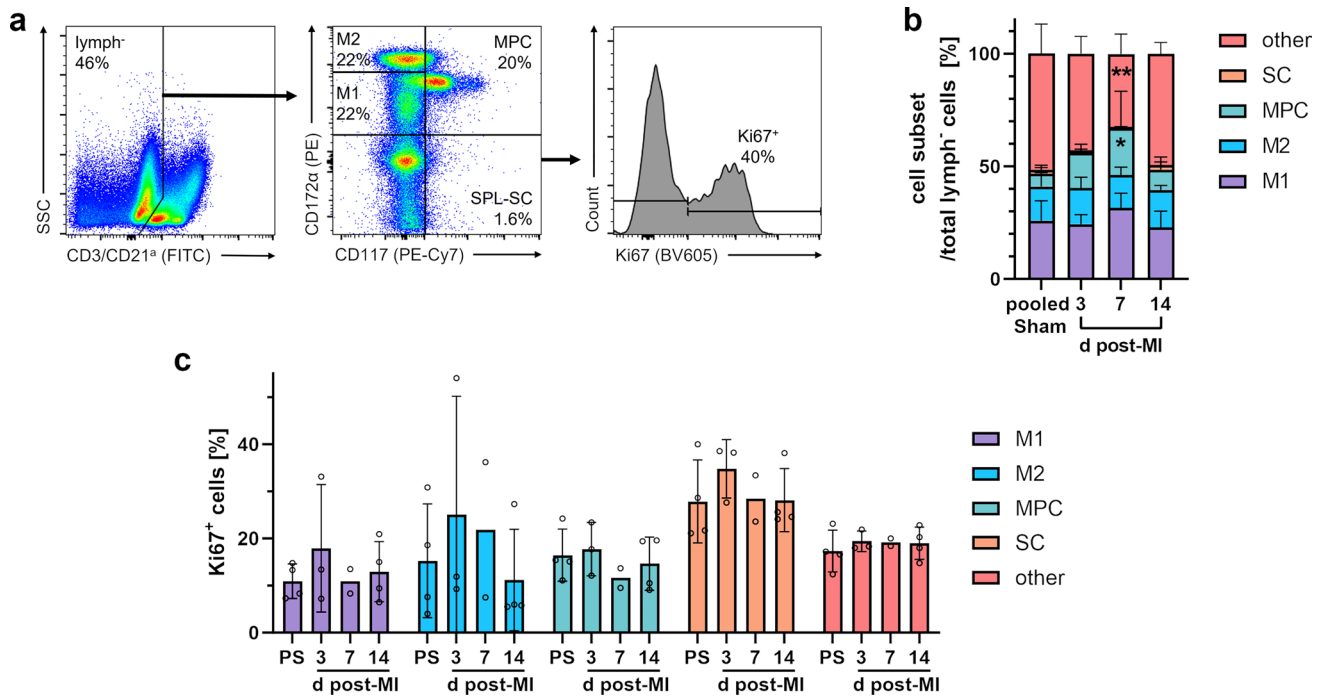 a
lymph⁻
46%
SSC
CD3/CD21ᵃ (FITC)
M2
22%
M1
22%
MPC
20%
SPL-SC
1.6%
CD172α (PE)
CD117 (PE-Cy7)
Ki67⁺
40%
Count
Ki67 (BV605)
b
cell subset
/total lymph⁻ cells [%]
100
50
0
**
*
pooled
Sham
3 7 14
d post-MI
other
SC
MPC
M2
M1
c
Ki67⁺ cells [%]
40
20
0
PS 3 7 14 PS 3 7 14 PS 3 7 14 PS 3 7 14 PS 3 7 14
d post-MI d post-MI d post-MI d post-MI d post-MI
M1
M2
MPC
SC
other